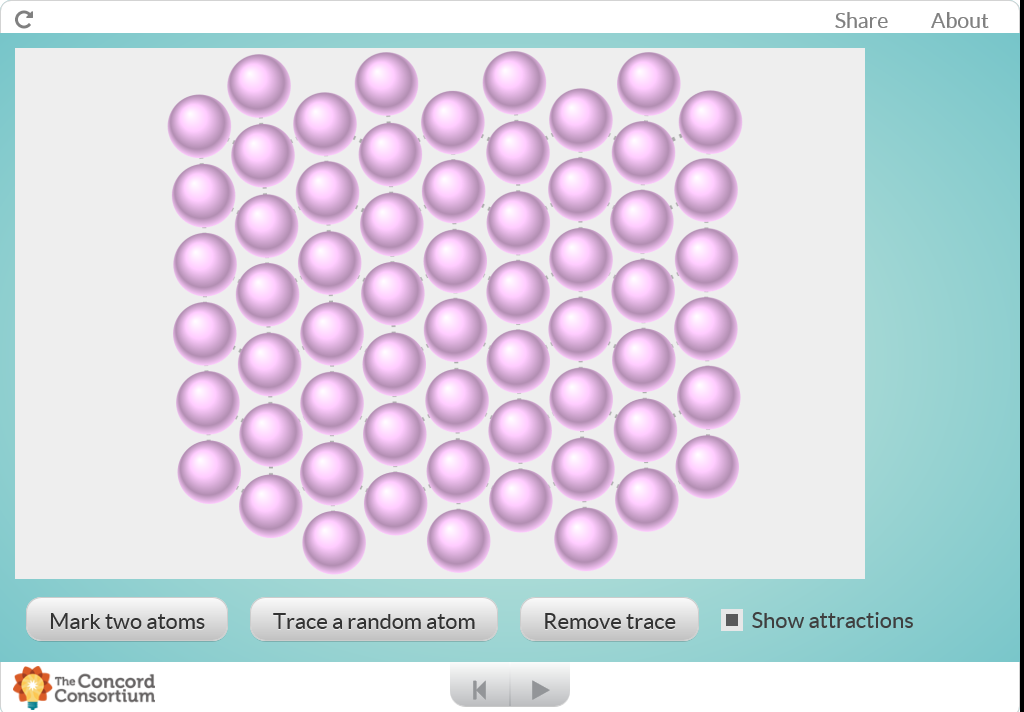 Share About
Mark two atoms Trace a random atom Remove trace Show attractions
The Concord
Consortium